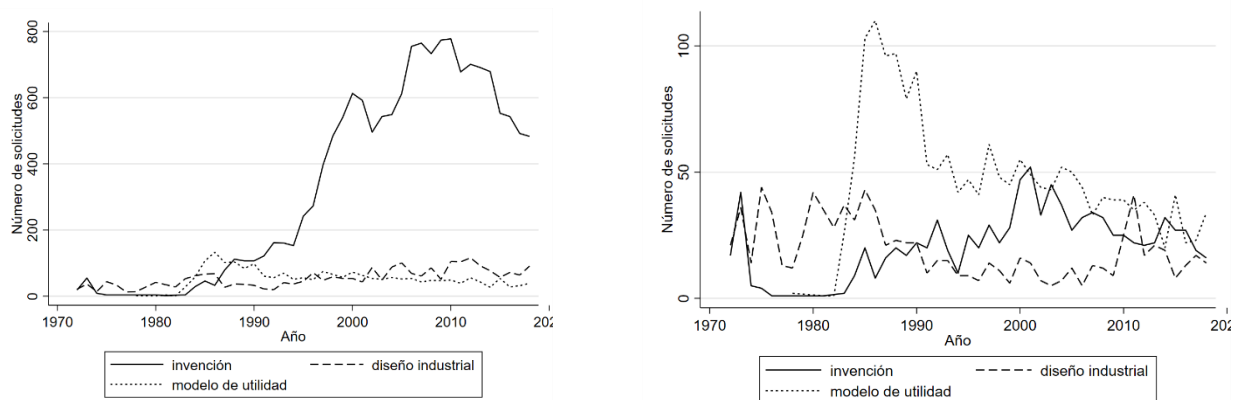 Número de solicitudes
800
600
400
200
0
1970 1980 1990 2000 2010 202
Año
invención diseño industrial
modelo de utilidad
Número de solicitudes
100
50
0
1970 1980 1990 2000 2010 202
Año
invención diseño industrial
modelo de utilidad